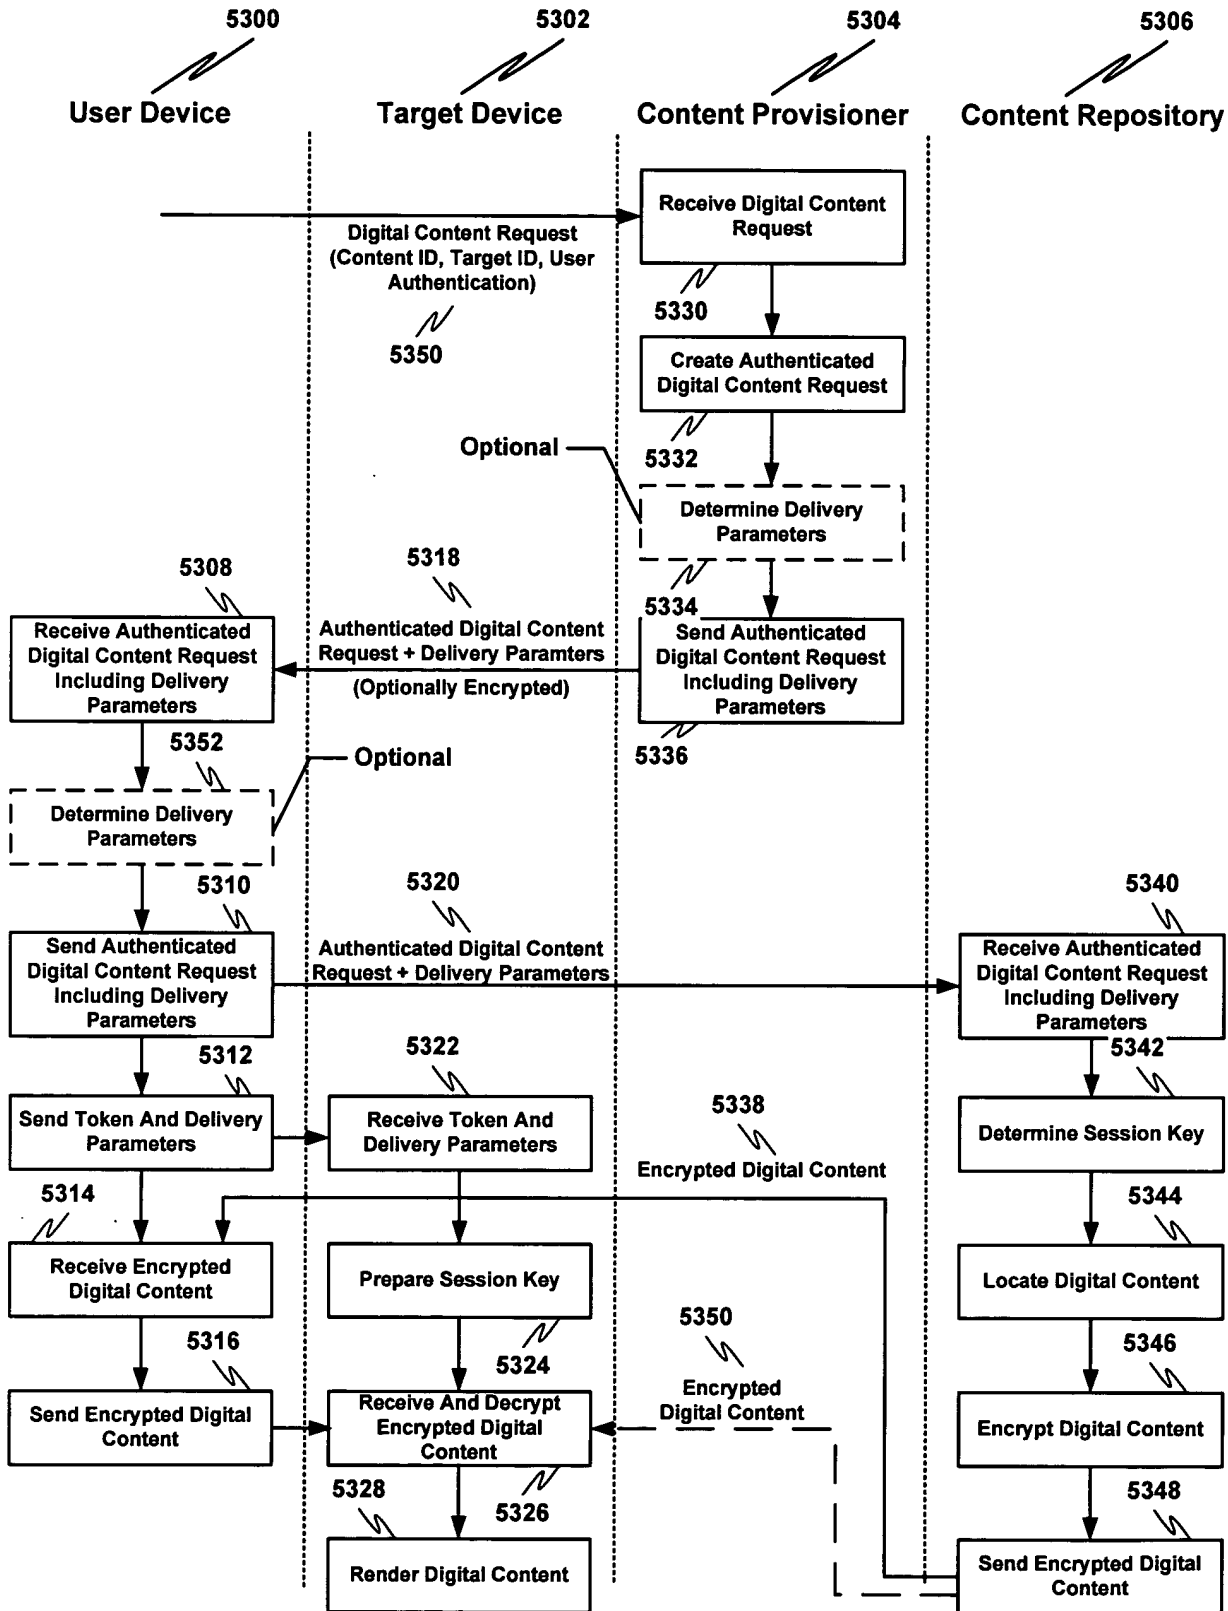 5300
5302
5304
5306
User Device
Target Device
Content Provisioner
Content Repository
Receive Digital Content
Request
Digital Content Request
(Content ID, Target ID, User
Authentication)
5330
5350
Create Authenticated
Digital Content Request
Optional
5332
Determine Delivery
Parameters
5318
5308
5334
Receive Authenticated
Digital Content Request
Including Delivery
Parameters
Authenticated Digital Content
Request + Delivery Paramters
(Optionally Encrypted)
Send Authenticated
Digital Content Request
Including Delivery
Parameters
5352
Optional
5336
Determine Delivery
Parameters
5310
5320
5340
Send Authenticated
Digital Content Request
Including Delivery
Parameters
Authenticated Digital Content
Request + Delivery Parameters
Receive Authenticated
Digital Content Request
Including Delivery
Parameters
5312
5322
5342
Send Token And Delivery
Parameters
Receive Token And
Delivery Parameters
5338
Encrypted Digital Content
Determine Session Key
5314
5344
Receive Encrypted
Digital Content
Prepare Session Key
Locate Digital Content
5316
5324
5350
5346
Send Encrypted Digital
Content
Receive And Decrypt
Encrypted Digital
Content
Encrypted
Digital Content
Encrypt Digital Content
5328
5326
5348
Render Digital Content
Send Encrypted Digital
Content